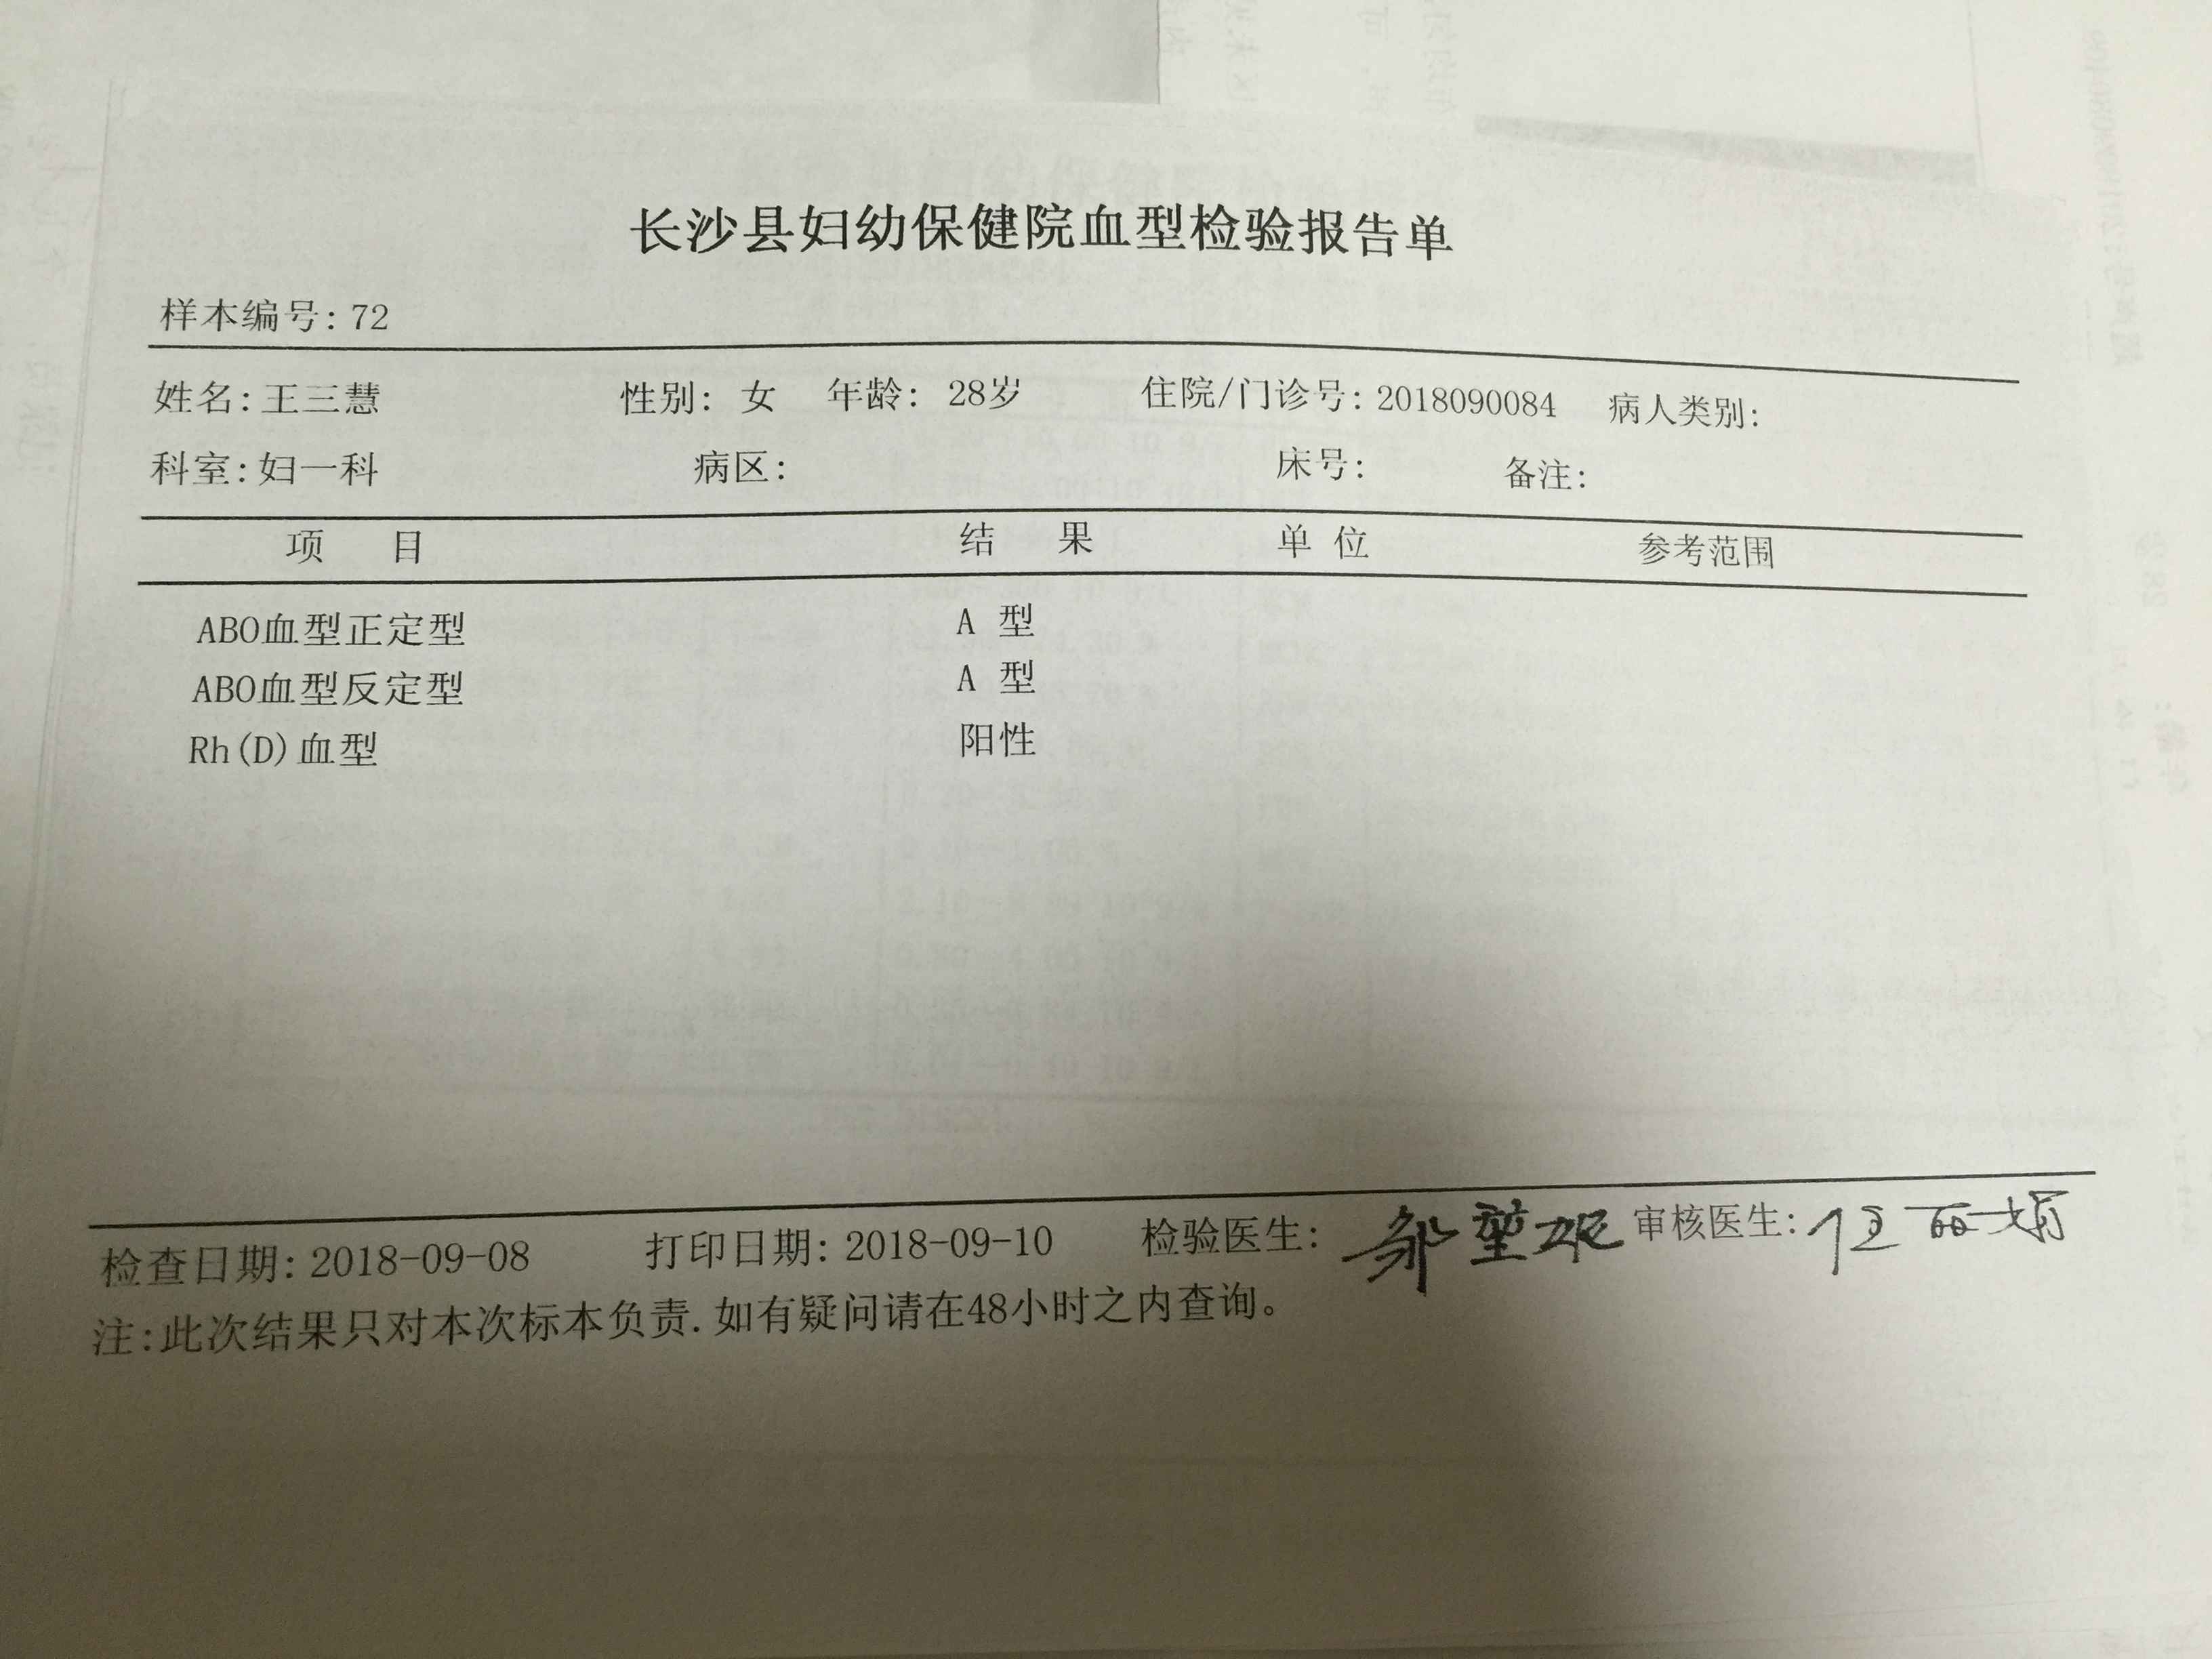 长沙县妇幼保健院血型检验报告单
样本编号: 72
姓名: 王三慧 性别: 女 年龄: 28岁 住院/门诊号: 2018090084 病人类别:
科室: 妇一科 病区: 床号: 备注:
项 目 结 果 单 位 参考范围
ABO血型正定型 A 型
ABO血型反定型 A 型
Rh(D)血型 阳性
检查日期: 2018-09-08 打印日期: 2018-09-10 检验医生: 审核医生:
注:此次结果只对本次标本负责.如有疑问请在48小时之内查询。